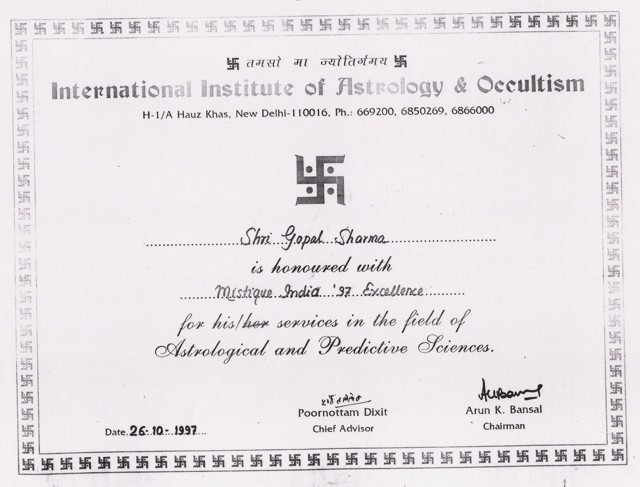 卐 तमसो मा ज्योतिर्गमय 卐
International Institute of Astrology & Occultism
H-1/A Hauz Khas, New Delhi-110016, Ph.: 669200, 6850269, 6866000
Shri Gopal Sharma
is honoured with
Mistique India '97 Excellence
for his/her services in the field of
Astrological and Predictive Sciences.
Poornottam Dixit
Chief Advisor
Arun K. Bansal
Chairman
Date. 26-10-1997